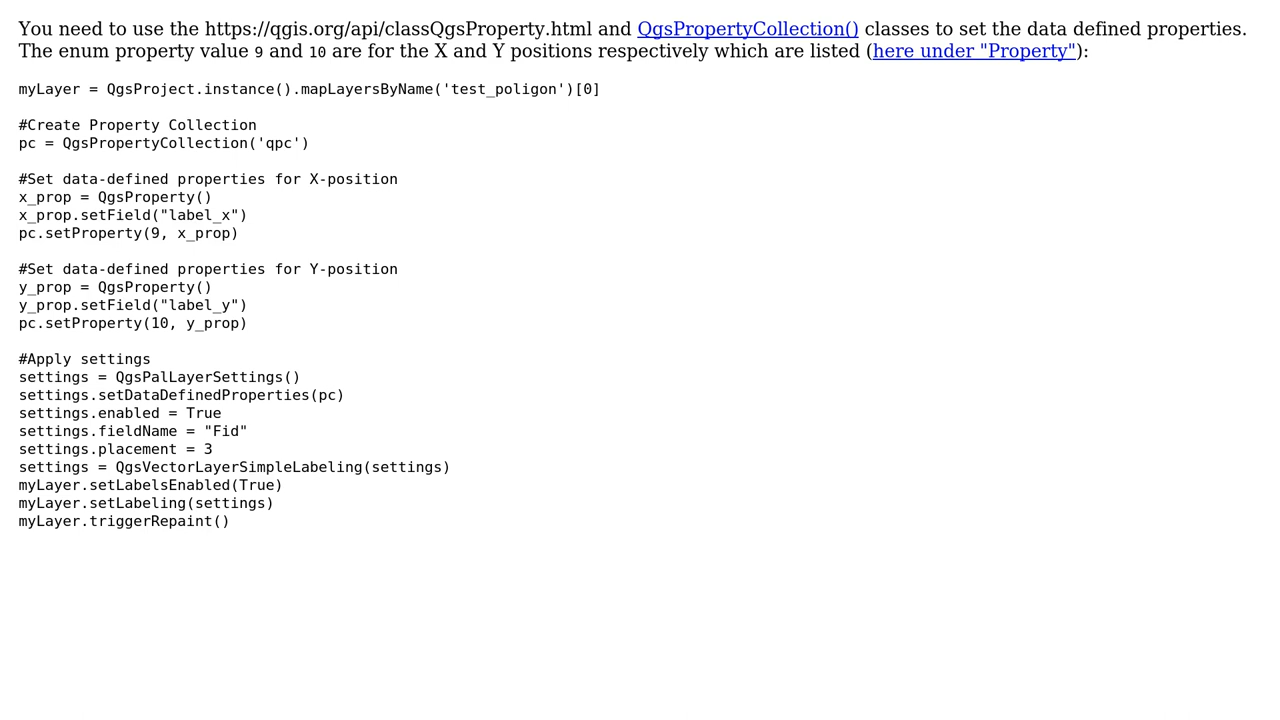 You need to use the https://qgis.org/api/classQgsProperty.html and QgsPropertyCollection() classes to set the data defined properties.
The enum property value 9 and 10 are for the X and Y positions respectively which are listed (here under "Property"):
myLayer = QgsProject.instance().mapLayersByName('test_poligon')[0]
#Create Property Collection
pc = QgsPropertyCollection('qpc')
#Set data-defined properties for X-position
x_prop = QgsProperty()
x_prop.setField("label_x")
pc.setProperty(9, x_prop)
#Set data-defined properties for Y-position
y_prop = QgsProperty()
y_prop.setField("label_y")
pc.setProperty(10, y_prop)
#Apply settings
settings = QgsPalLayerSettings()
settings.setDataDefinedProperties(pc)
settings.enabled = True
settings.fieldName = "Fid"
settings.placement = 3
settings = QgsVectorLayerSimpleLabeling(settings)
myLayer.setLabelsEnabled(True)
myLayer.setLabeling(settings)
myLayer.triggerRepaint()